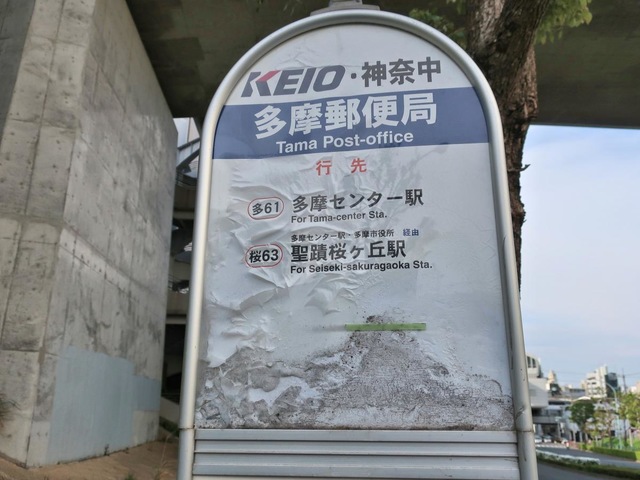 KEIO・神奈中
多摩郵便局
Tama Post-office
行先
多61 多摩センター駅
For Tama-center Sta.
多摩センター駅・多摩市役所 経由
桜63 聖蹟桜ヶ丘駅
For Seiseki-sakuragaoka Sta.